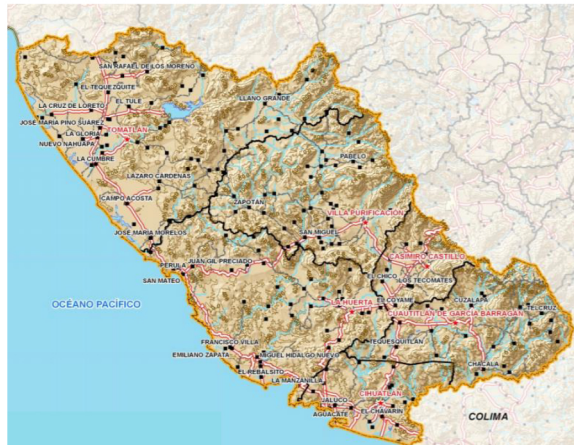 SAN RAFAEL DE LOS MORENO
EL TEQUEZQUITE
LLANO GRANDE
LA CRUZ DE LORETO
EL TULE
JOSE MARIA PINO SUAREZ
LA GLORIA
TOMATLAN
NUEVO NAHUAPA
LA CUMBRE
PABELO
LAZARO CARDENAS
CAMPO ACOSTA
ZAPOTAN
VILLA PURIFICACION
JOSE MARIA MORELOS
SAN MIGUEL
CASIMIRO CASTILLO
PERULA
JUAN GIL PRECIADO
SAN MATEO
EL CHICO
LOS TECOMATES
OCÉANO PACÍFICO
LA HUERTA
EL COYAME
CUZALAPA
TELCRUZ
CUAUTITLAN DE GARCIA BARRAGAN
FRANCISCO VILLA
TEQUESQUITLAN
EMILIANO ZAPATA
MIGUEL HIDALGO NUEVO
CHACALA
EL REBALSITO
LA MANZANILLA
CIHUATLAN
JALUCO
AGUACATE
EL CHAVARIN
COLIMA